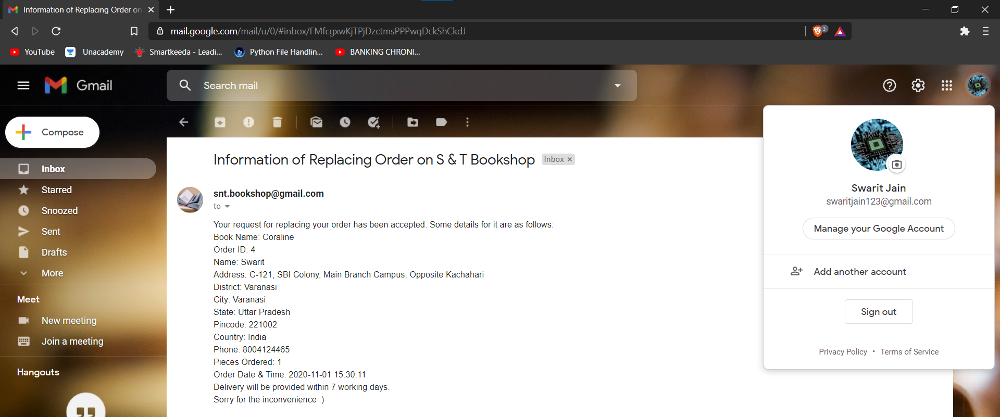 Information of Replacing Order on
mail.google.com/mail/u/0/#inbox/FMfcgxwKjTPjDzctmsPPPwqDckShCkdJ
3
YouTube
Unacademy
Smartkeeda - Leadi...
Py
Python File Handlin...
BANKING CHRONI...
Gmail
Search mail
Compose
Inbox
Starred
Snoozed
Sent
Drafts
More
Meet
New meeting
Join a meeting
Hangouts
Information of Replacing Order on S & T Bookshop
Inbox ×
snt.bookshop@gmail.com
to
Your request for replacing your order has been accepted. Some details for it are as follows:
Book Name: Coraline
Order ID: 4
Name: Swarit
Address: C-121, SBI Colony, Main Branch Campus, Opposite Kachahari
District: Varanasi
City: Varanasi
State: Uttar Pradesh
Pincode: 221002
Country: India
Phone: 8004124465
Pieces Ordered: 1
Order Date & Time: 2020-11-01 15:30:11
Delivery will be provided within 7 working days.
Sorry for the inconvenience :)
Swarit Jain
swaritjain123@gmail.com
Manage your Google Account
Add another account
Sign out
Privacy Policy • Terms of Service